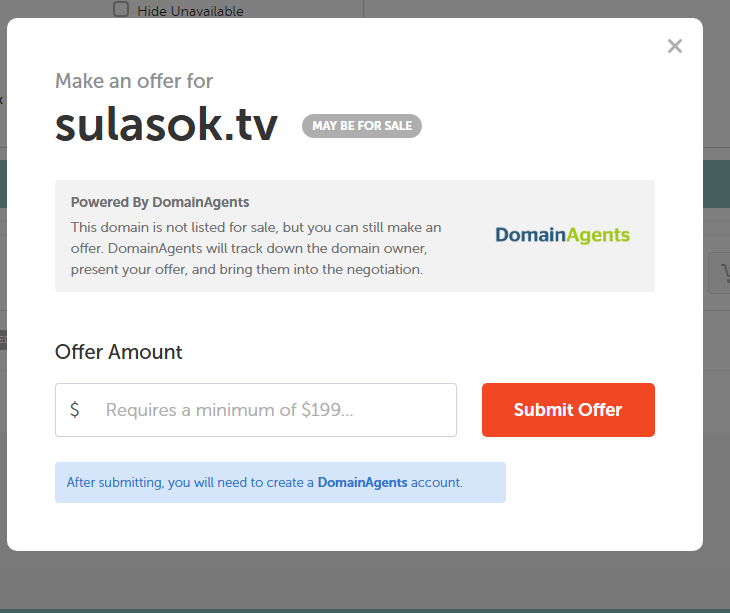 Hide Unavailable
Make an offer for
sulasok.tv MAY BE FOR SALE
Powered By DomainAgents
This domain is not listed for sale, but you can still make an
offer. DomainAgents will track down the domain owner,
present your offer, and bring them into the negotiation.
DomainAgents
Offer Amount
$ Requires a minimum of $199...
Submit Offer
After submitting, you will need to create a DomainAgents account.